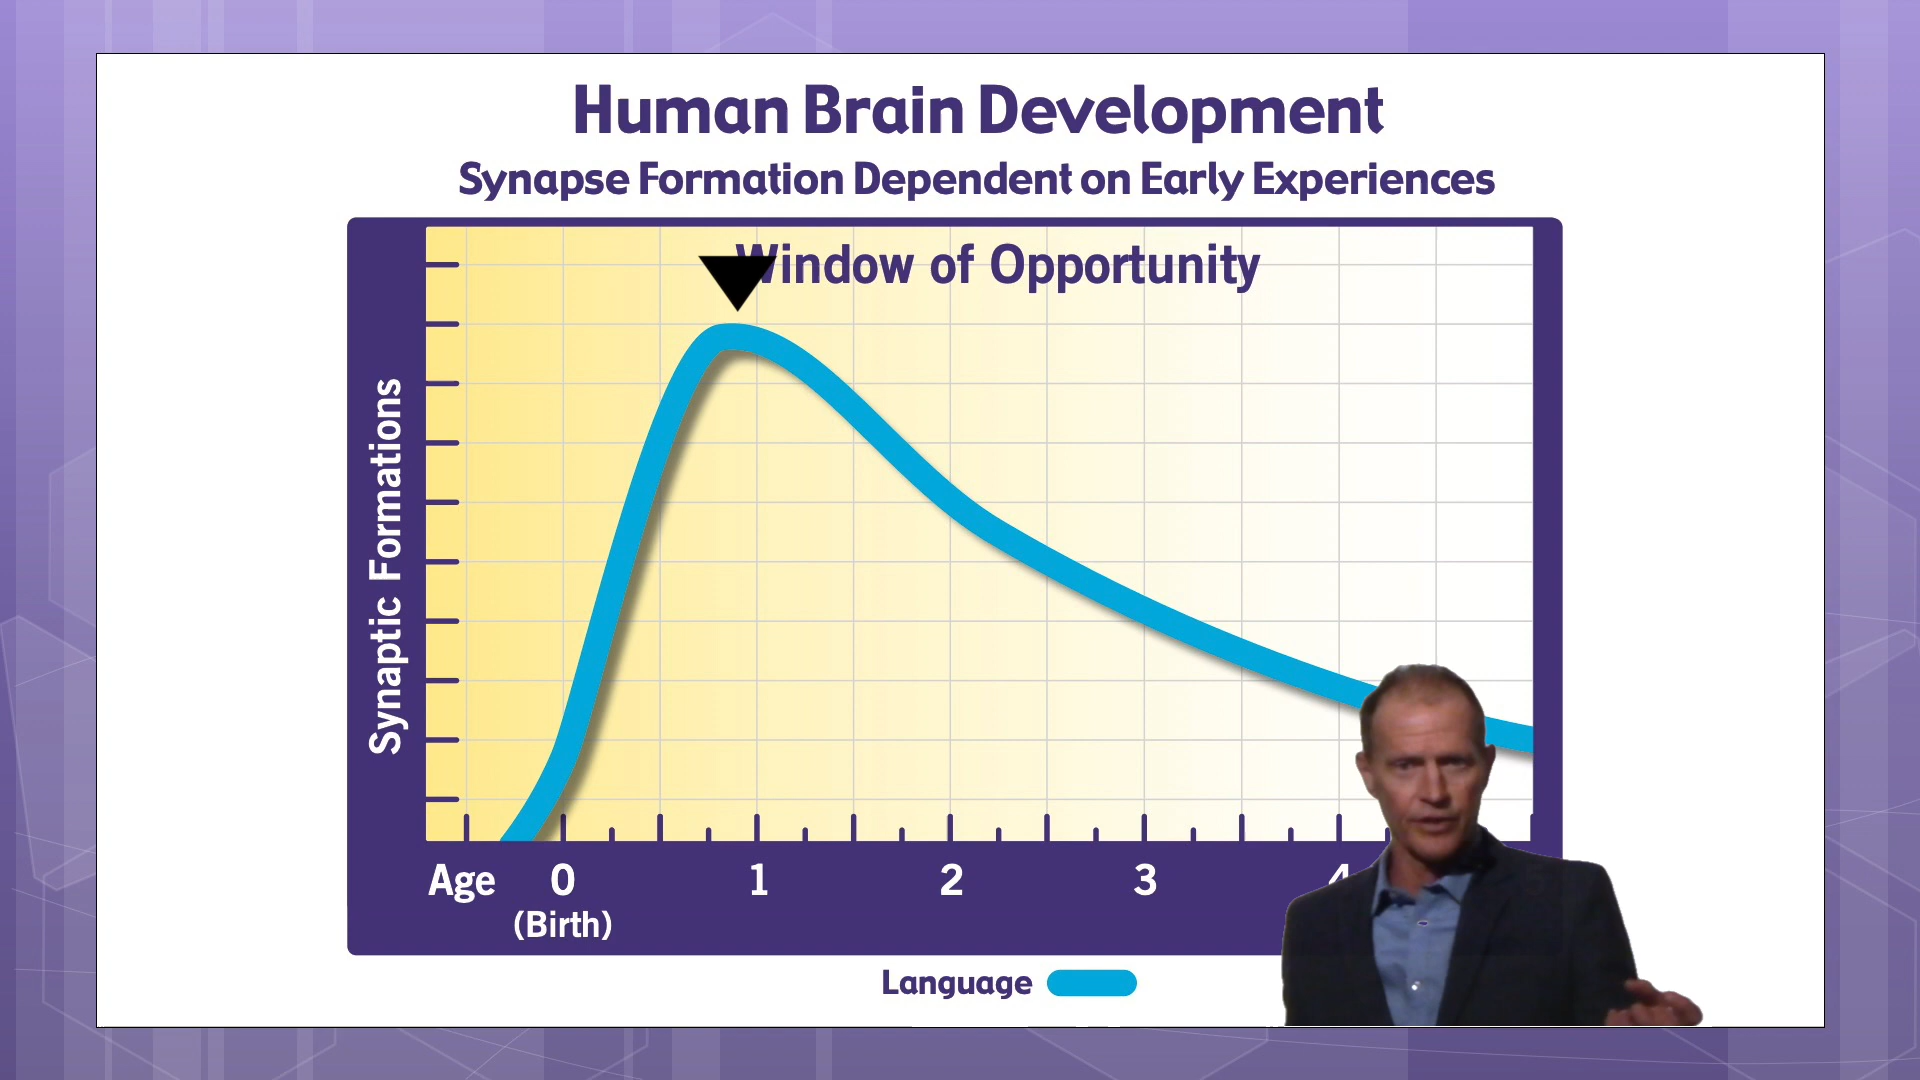 Human Brain Development
Synapse Formation Dependent on Early Experiences
Window of Opportunity
Synaptic Formations
Age 0 1 2 3 4
(Birth)
Language